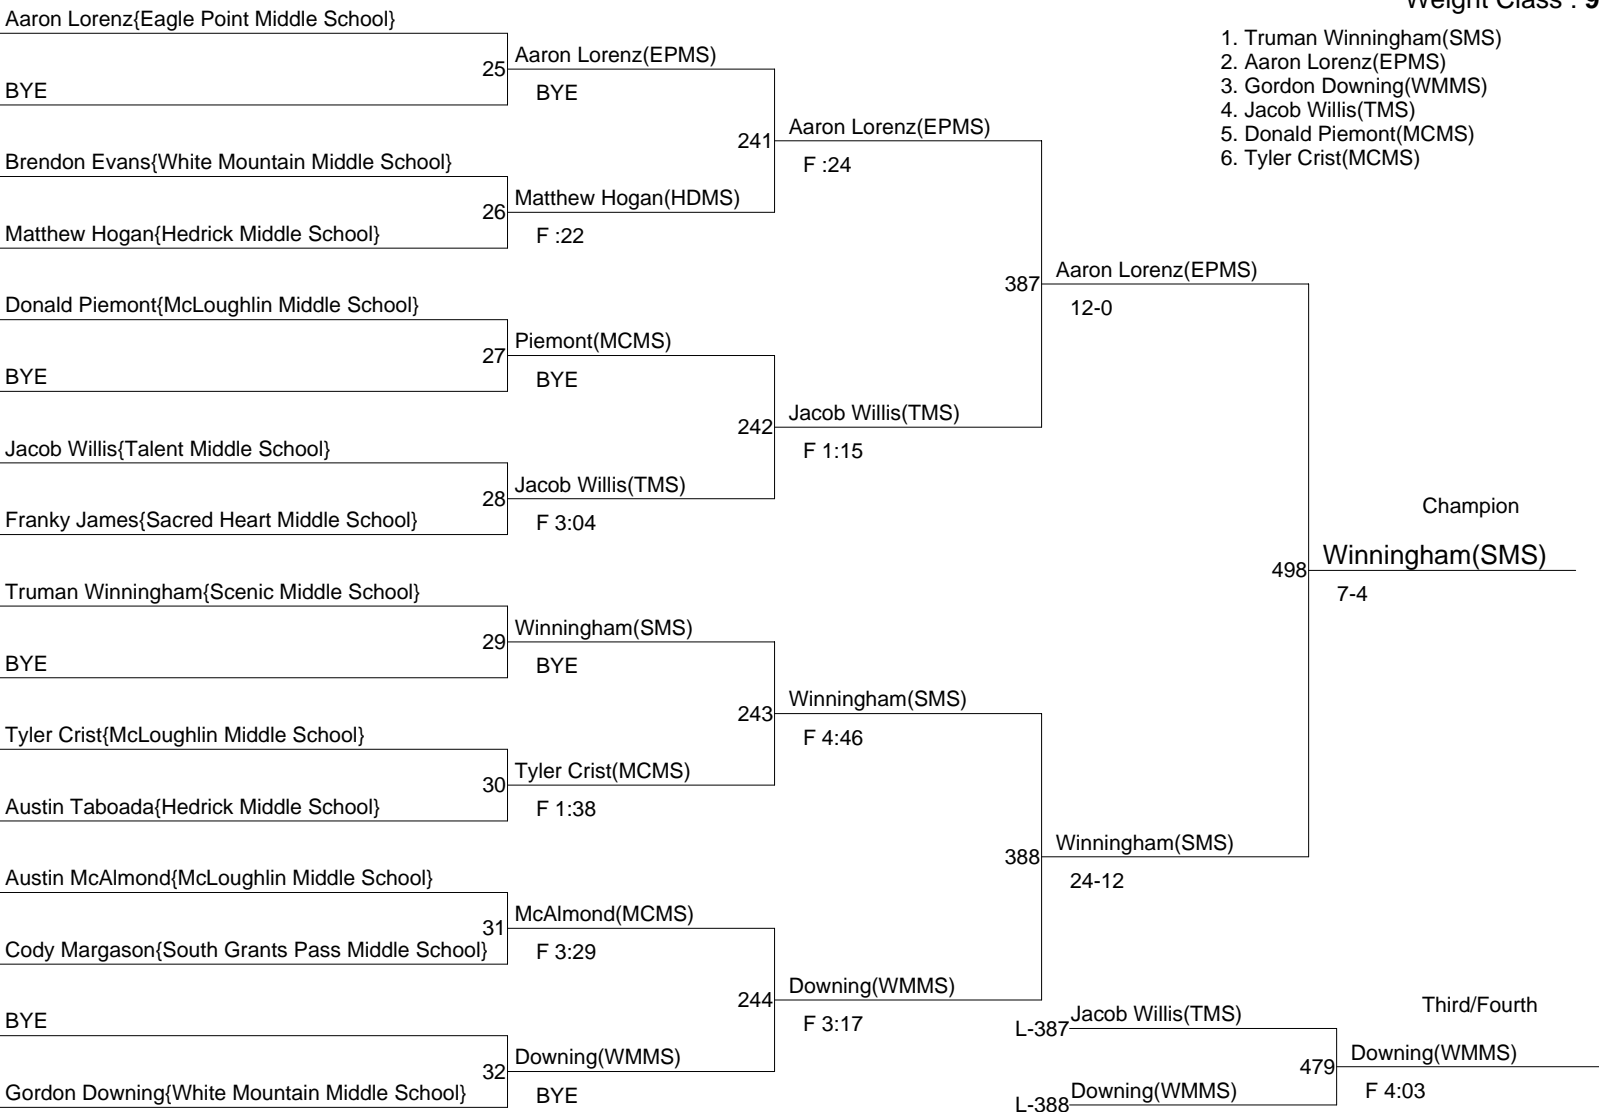 Weight Class : 9
1. Truman Winningham(SMS)
2. Aaron Lorenz(EPMS)
3. Gordon Downing(WMMS)
4. Jacob Willis(TMS)
5. Donald Piemont(MCMS)
6. Tyler Crist(MCMS)
Aaron Lorenz{Eagle Point Middle School}
BYE
Brendon Evans{White Mountain Middle School}
Matthew Hogan{Hedrick Middle School}
Donald Piemont{McLoughlin Middle School}
BYE
Jacob Willis{Talent Middle School}
Franky James{Sacred Heart Middle School}
Truman Winningham{Scenic Middle School}
BYE
Tyler Crist{McLoughlin Middle School}
Austin Taboada{Hedrick Middle School}
Austin McAlmond{McLoughlin Middle School}
Cody Margason{South Grants Pass Middle School}
BYE
Gordon Downing{White Mountain Middle School}
25 Aaron Lorenz(EPMS)
BYE
26 Matthew Hogan(HDMS)
F :22
27 Piemont(MCMS)
BYE
28 Jacob Willis(TMS)
F 3:04
29 Winningham(SMS)
BYE
30 Tyler Crist(MCMS)
F 1:38
31 McAlmond(MCMS)
F 3:29
32 Downing(WMMS)
BYE
241 Aaron Lorenz(EPMS)
F :24
242 Jacob Willis(TMS)
F 1:15
243 Winningham(SMS)
F 4:46
244 Downing(WMMS)
F 3:17
387 Aaron Lorenz(EPMS)
12-0
388 Winningham(SMS)
24-12
Champion
498 Winningham(SMS)
7-4
Third/Fourth
L-387 Jacob Willis(TMS)
L-388 Downing(WMMS)
479 Downing(WMMS)
F 4:03